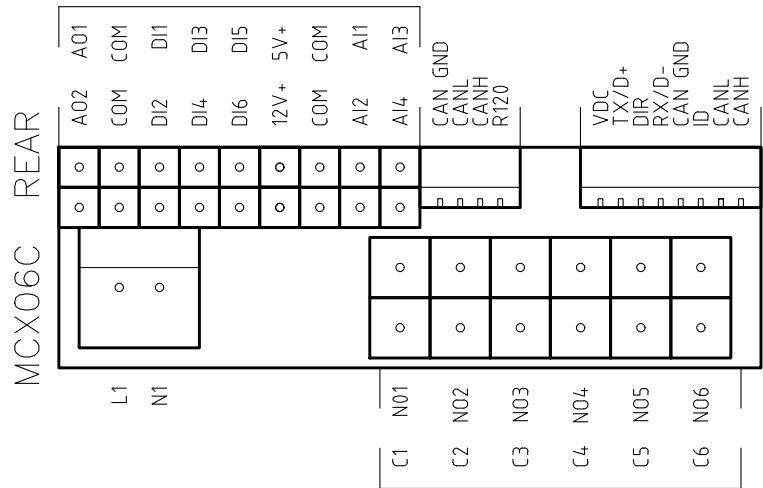 AO1 COM DI1 DI3 DI5 5V+ COM AI1 AI3
AO2 COM DI2 DI4 DI6 12V+ COM AI2 AI4
CAN GND
CANL
CANH
R120
VDC
TX/D+
DIR
RX/D-
CAN GND
ID
CANL
CANH
MCX06C REAR
L1 N1
NO1 NO2 NO3 NO4 NO5 NO6
C1 C2 C3 C4 C5 C6